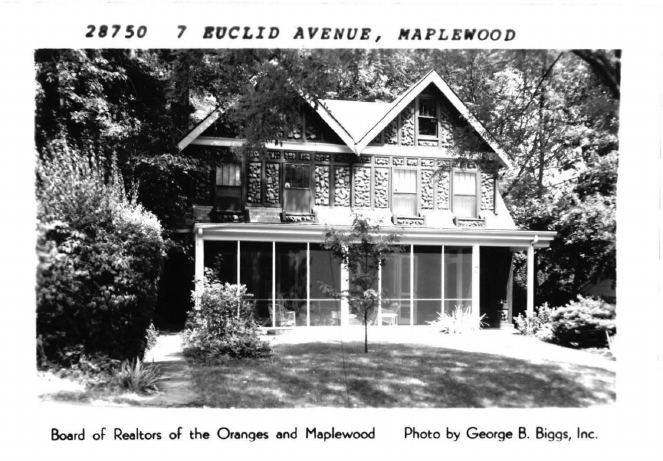 28750 7 EUCLID AVENUE, MAPLEWOOD
Board of Realtors of the Oranges and Maplewood Photo by George B. Biggs, Inc.